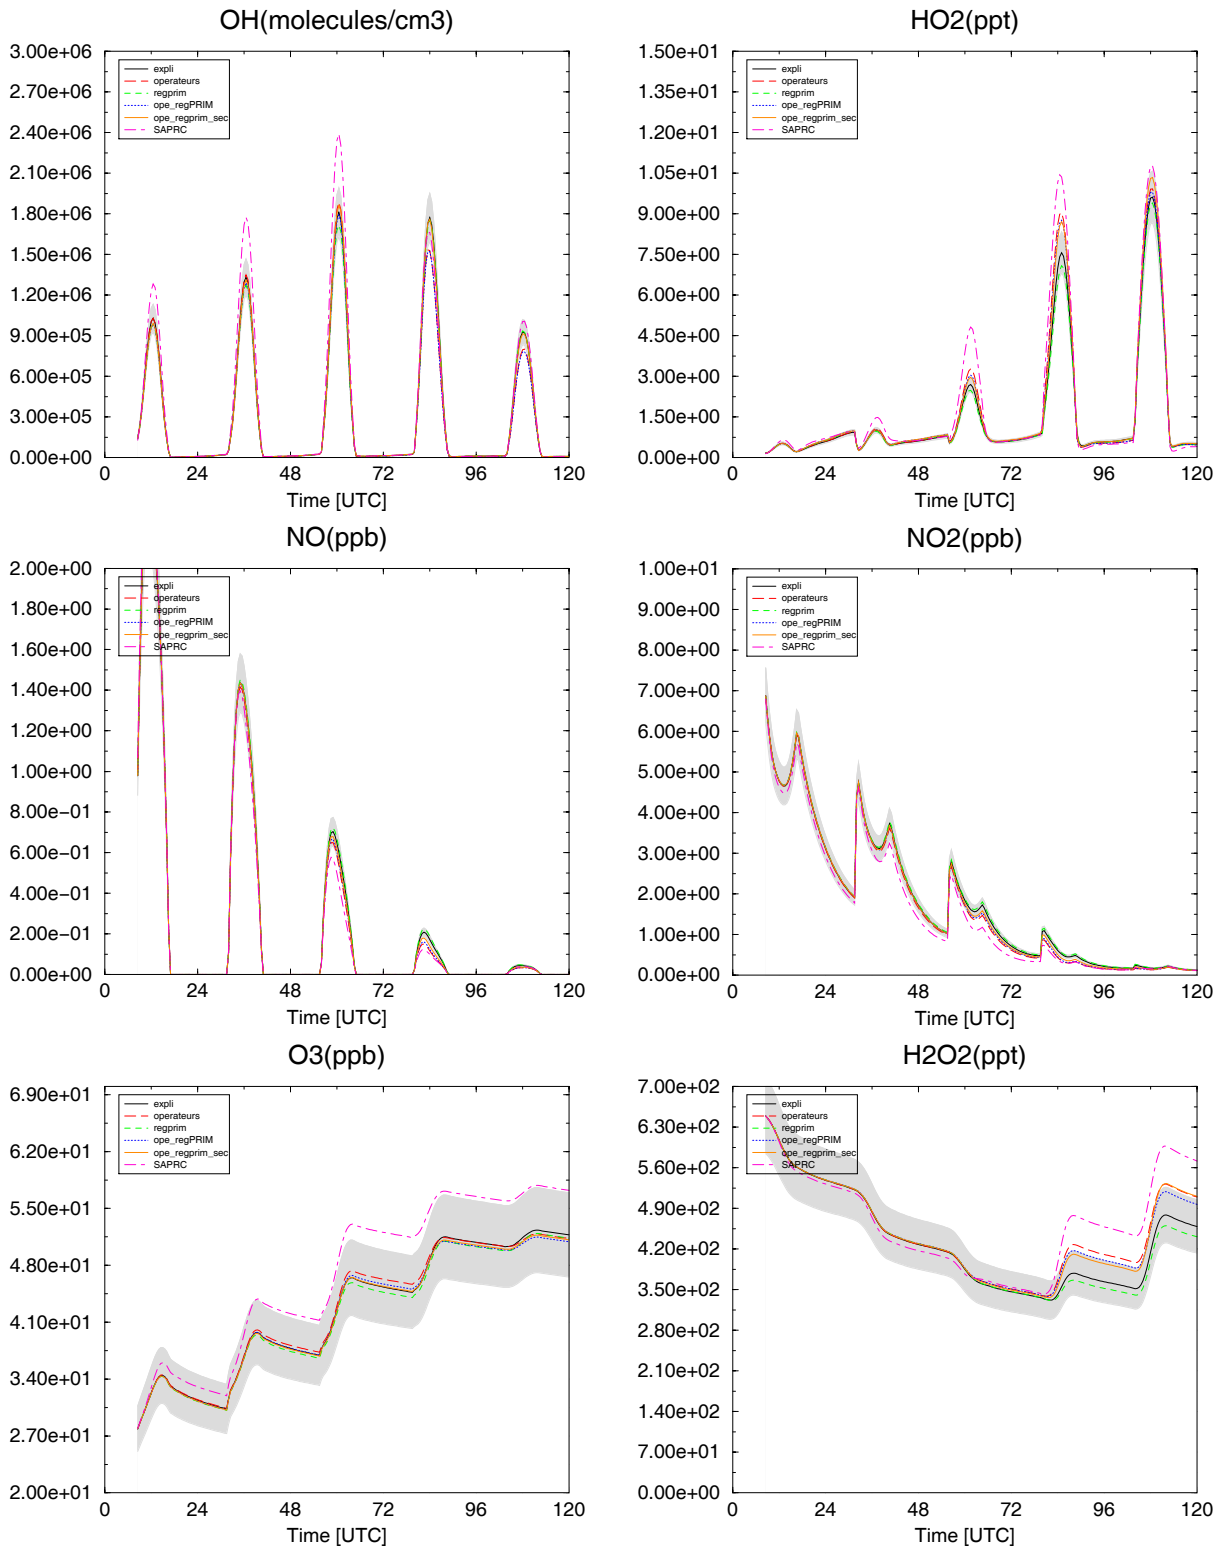 OH(molecules/cm3)
3.00e+06
2.70e+06
2.40e+06
2.10e+06
1.80e+06
1.50e+06
1.20e+06
9.00e+05
6.00e+05
3.00e+05
0.00e+00
expli
operateurs
regprim
ope_regPRIM
ope_regprim_sec
SAPRC
0 24 48 72 96 120
Time [UTC]
HO2(ppt)
1.50e+01
1.35e+01
1.20e+01
1.05e+01
9.00e+00
7.50e+00
6.00e+00
4.50e+00
3.00e+00
1.50e+00
0.00e+00
expli
operateurs
regprim
ope_regPRIM
ope_regprim_sec
SAPRC
0 24 48 72 96 120
Time [UTC]
NO(ppb)
2.00e+00
1.80e+00
1.60e+00
1.40e+00
1.20e+00
1.00e+00
8.00e−01
6.00e−01
4.00e−01
2.00e−01
0.00e+00
expli
operateurs
regprim
ope_regPRIM
ope_regprim_sec
SAPRC
0 24 48 72 96 120
Time [UTC]
NO2(ppb)
1.00e+01
9.00e+00
8.00e+00
7.00e+00
6.00e+00
5.00e+00
4.00e+00
3.00e+00
2.00e+00
1.00e+00
0.00e+00
expli
operateurs
regprim
ope_regPRIM
ope_regprim_sec
SAPRC
0 24 48 72 96 120
Time [UTC]
O3(ppb)
6.90e+01
6.20e+01
5.50e+01
4.80e+01
4.10e+01
3.40e+01
2.70e+01
2.00e+01
expli
operateurs
regprim
ope_regPRIM
ope_regprim_sec
SAPRC
0 24 48 72 96 120
Time [UTC]
H2O2(ppt)
7.00e+02
6.30e+02
5.60e+02
4.90e+02
4.20e+02
3.50e+02
2.80e+02
2.10e+02
1.40e+02
7.00e+01
0.00e+00
expli
operateurs
regprim
ope_regPRIM
ope_regprim_sec
SAPRC
0 24 48 72 96 120
Time [UTC]